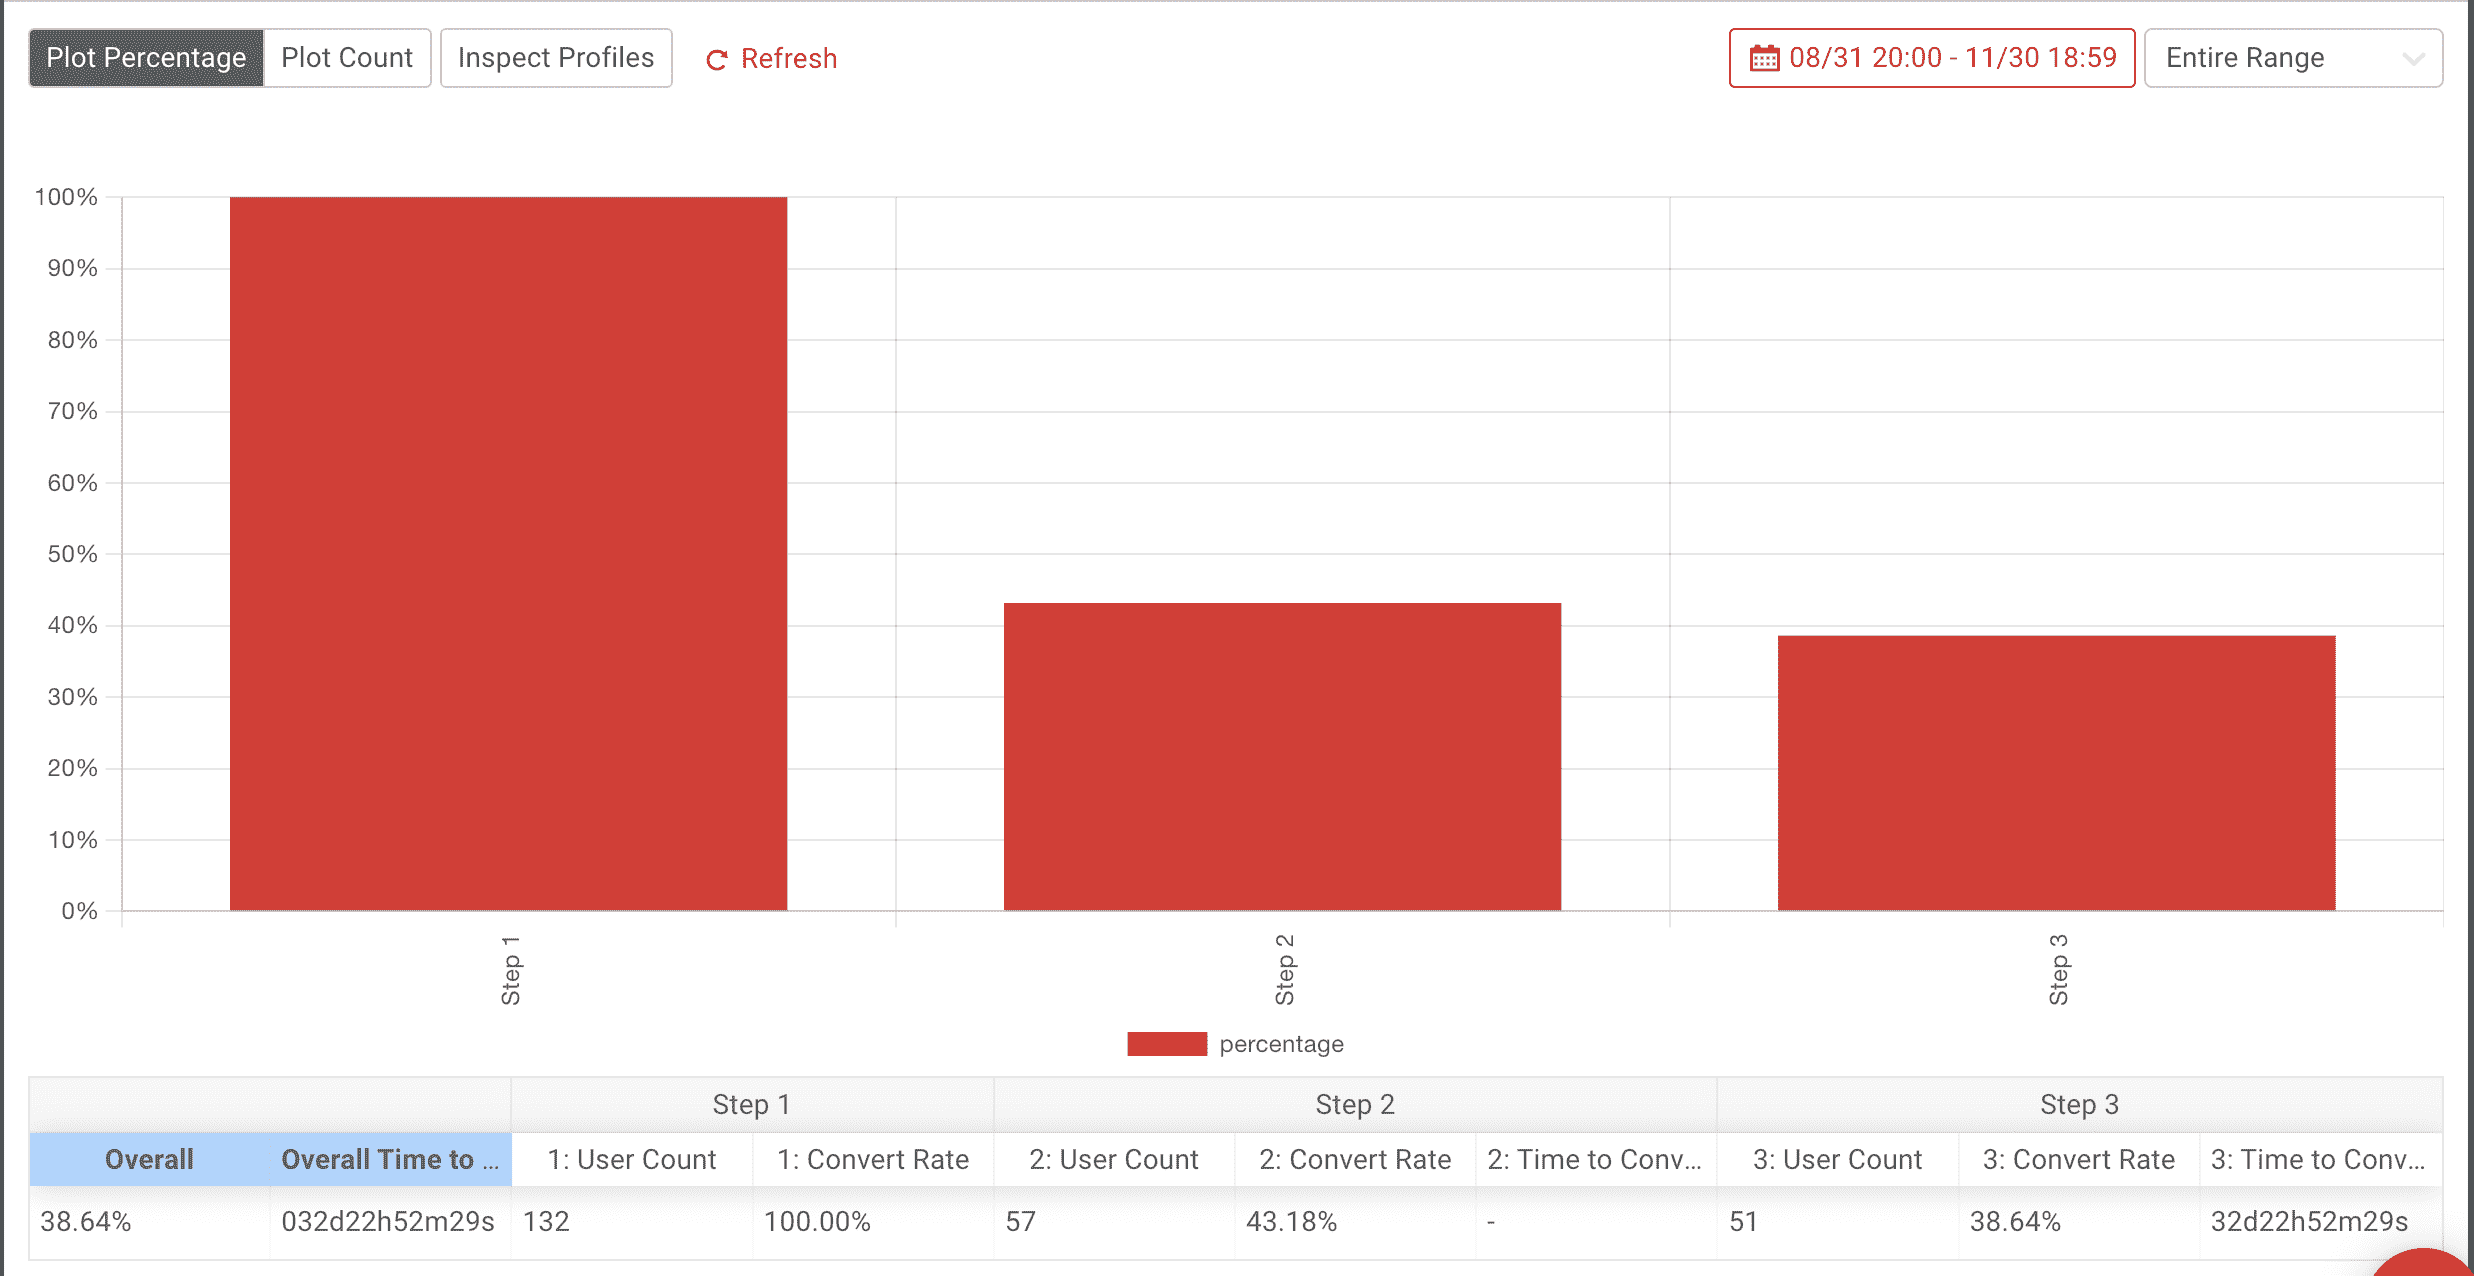 Plot Percentage Plot Count Inspect Profiles Refresh 08/31 20:00 - 11/30 18:59 Entire Range
100%
90%
80%
70%
60%
50%
40%
30%
20%
10%
0%
Step 1 Step 2 Step 3
percentage
Step 1 Step 2 Step 3
Overall Overall Time to ... 1: User Count 1: Convert Rate 2: User Count 2: Convert Rate 2: Time to Conv... 3: User Count 3: Convert Rate 3: Time to Conv...
38.64% 032d22h52m29s 132 100.00% 57 43.18% - 51 38.64% 32d22h52m29s